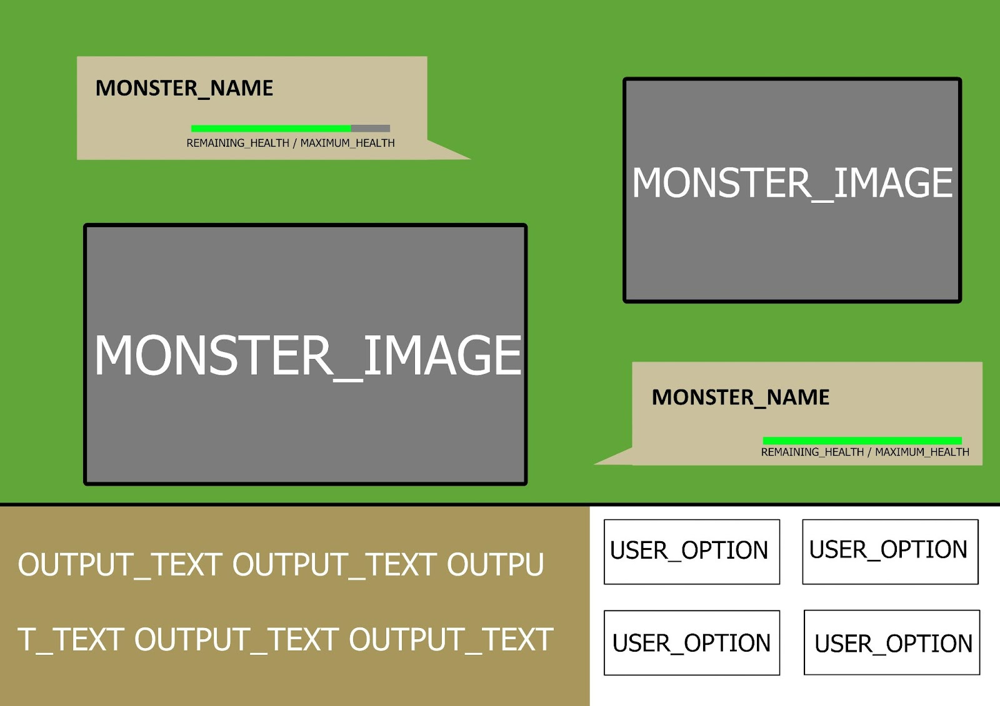 MONSTER_NAME
REMAINING_HEALTH / MAXIMUM_HEALTH
MONSTER_IMAGE
MONSTER_IMAGE
MONSTER_NAME
REMAINING_HEALTH / MAXIMUM_HEALTH
OUTPUT_TEXT OUTPUT_TEXT OUTPU
T_TEXT OUTPUT_TEXT OUTPUT_TEXT
USER_OPTION
USER_OPTION
USER_OPTION
USER_OPTION